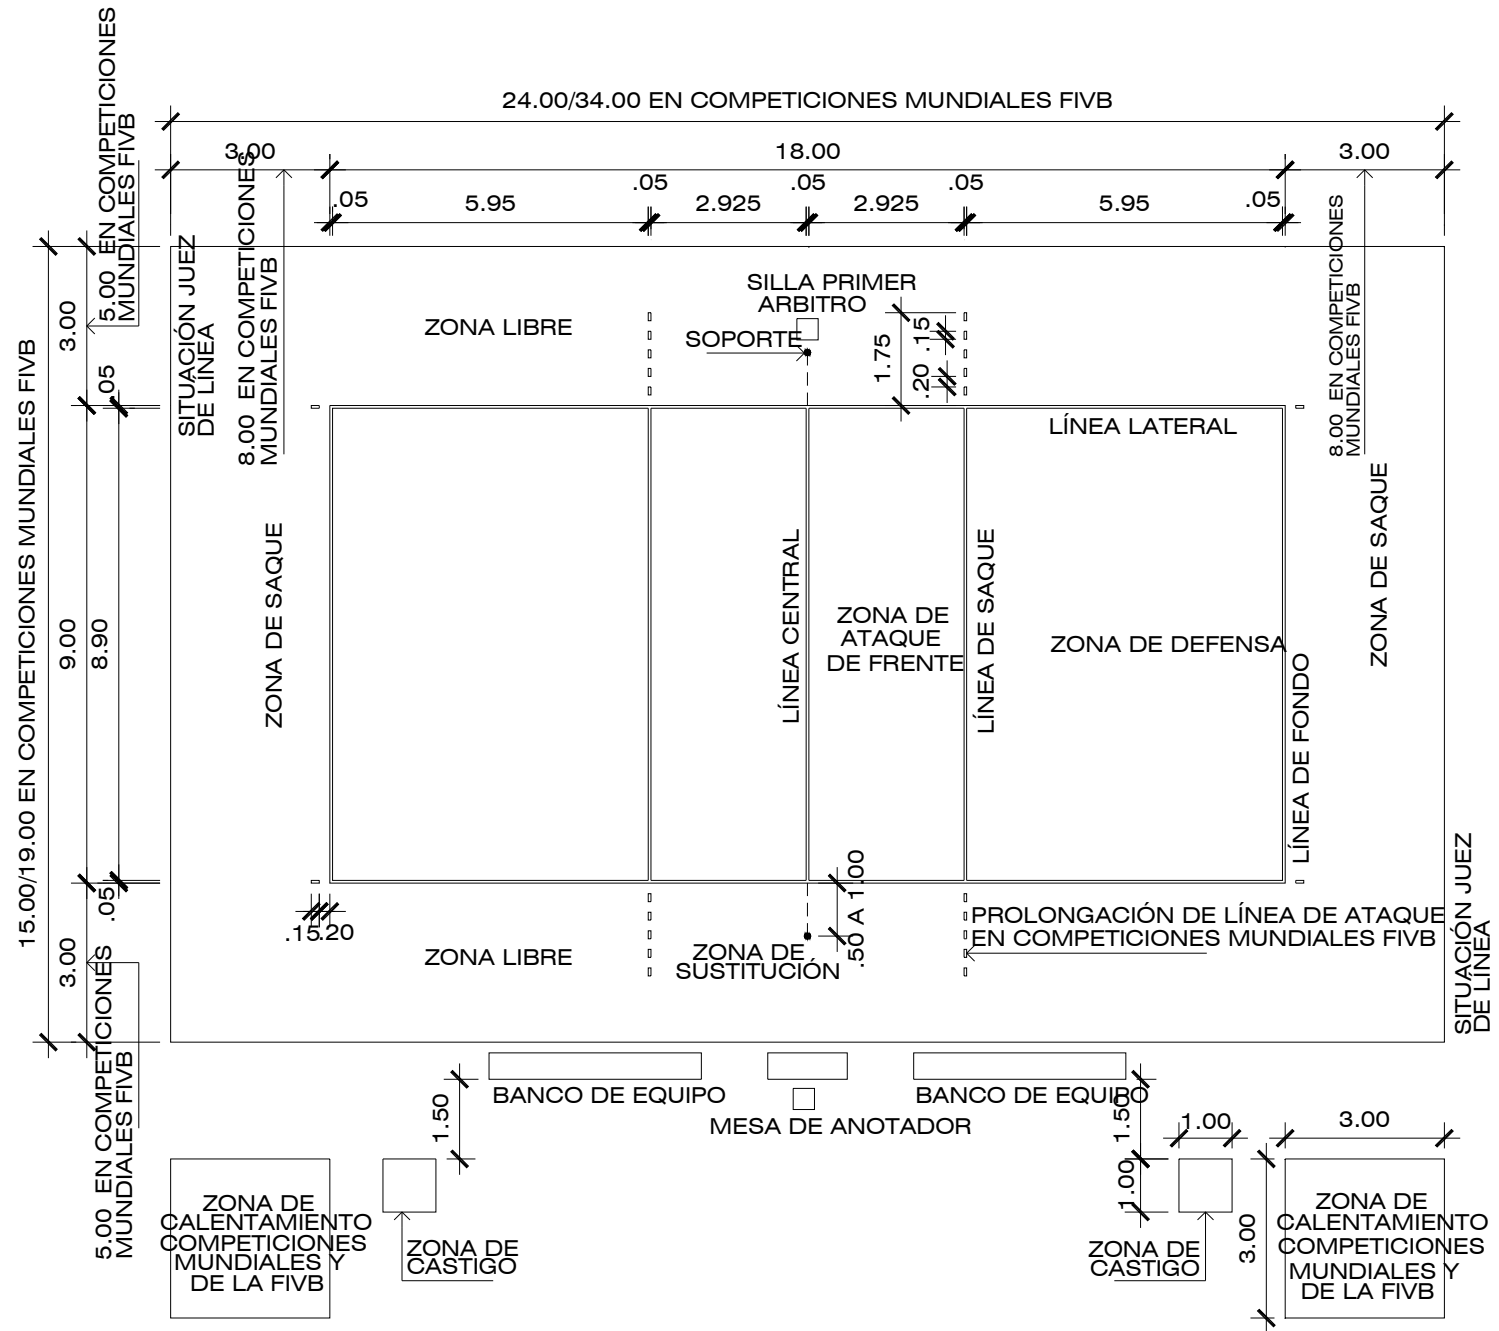 24.00/34.00 EN COMPETICIONES MUNDIALES FIVB
3.00
18.00
3.00
.05
5.95
.05
2.925
.05
2.925
.05
5.95
.05
5.00 EN COMPETICIONES
MUNDIALES FIVB
8.00 EN COMPETICIONES
MUNDIALES FIVB
8.00 EN COMPETICIONES
MUNDIALES FIVB
SITUACIÓN JUEZ
DE LÍNEA
15.00/19.00 EN COMPETICIONES MUNDIALES FIVB
3.00
.05
9.00
8.90
.05
3.00
5.00 EN COMPETICIONES
MUNDIALES FIVB
SILLA PRIMER
ARBITRO
SOPORTE
ZONA LIBRE
1.75
.15
.20
LÍNEA LATERAL
ZONA DE SAQUE
LÍNEA CENTRAL
ZONA DE
ATAQUE
DE FRENTE
LÍNEA DE SAQUE
ZONA DE DEFENSA
LÍNEA DE FONDO
ZONA DE SAQUE
.15
.20
ZONA LIBRE
ZONA DE
SUSTITUCIÓN
.50 A 1.00
PROLONGACIÓN DE LÍNEA DE ATAQUE
EN COMPETICIONES MUNDIALES FIVB
SITUACIÓN JUEZ
DE LÍNEA
BANCO DE EQUIPO
MESA DE ANOTADOR
BANCO DE EQUIPO
1.50
1.50
1.00
1.00
3.00
3.00
ZONA DE
CALENTAMIENTO
COMPETICIONES
MUNDIALES Y
DE LA FIVB
ZONA DE
CASTIGO
ZONA DE
CASTIGO
ZONA DE
CALENTAMIENTO
COMPETICIONES
MUNDIALES Y
DE LA FIVB